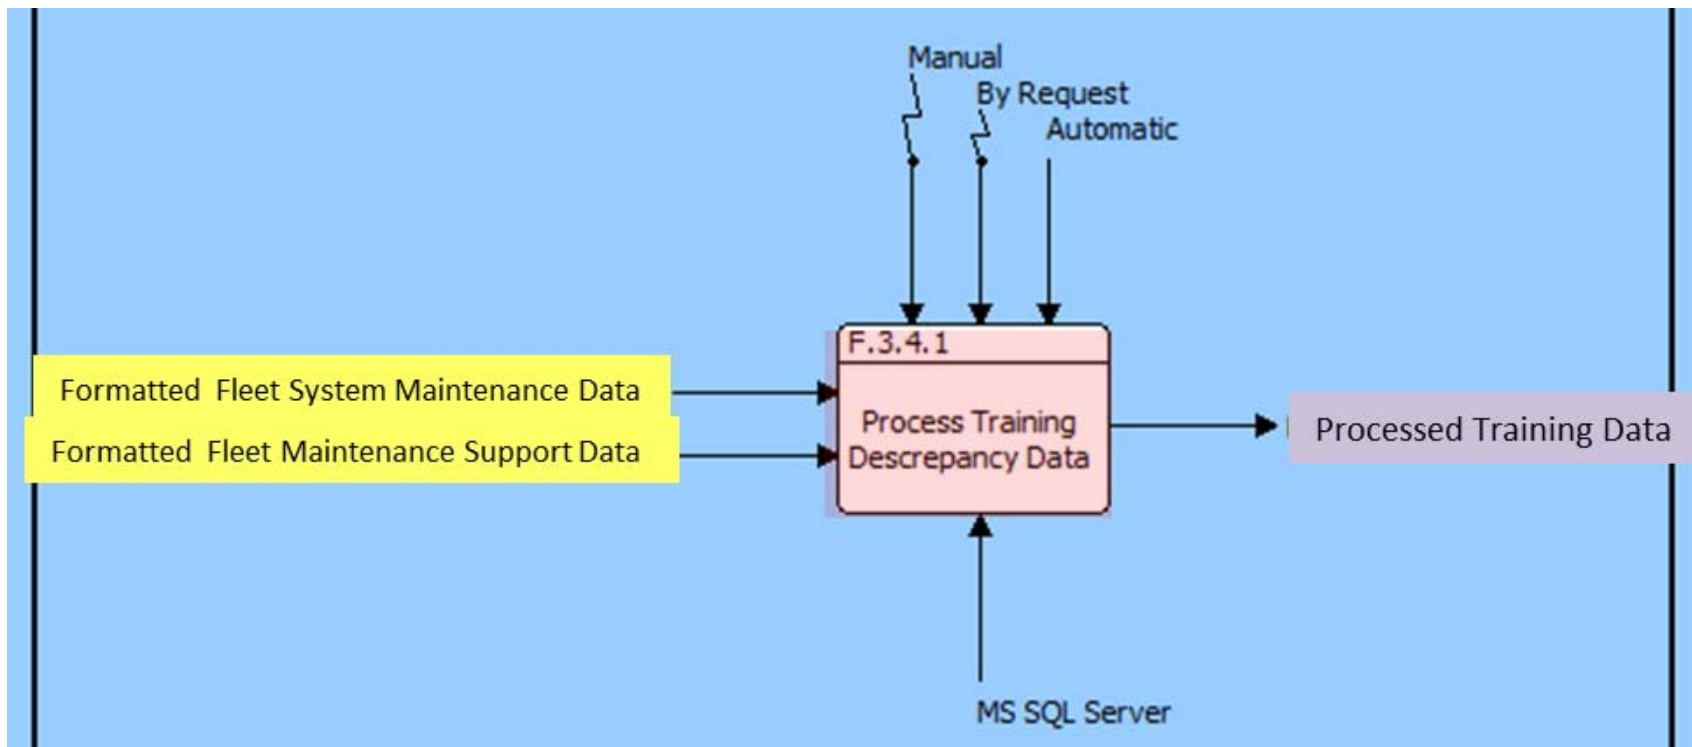 Manual
By Request
Automatic
F.3.4.1
Formatted  Fleet System Maintenance Data
Formatted  Fleet Maintenance Support Data
Process Training
Descrepancy Data
Processed Training Data
MS SQL Server